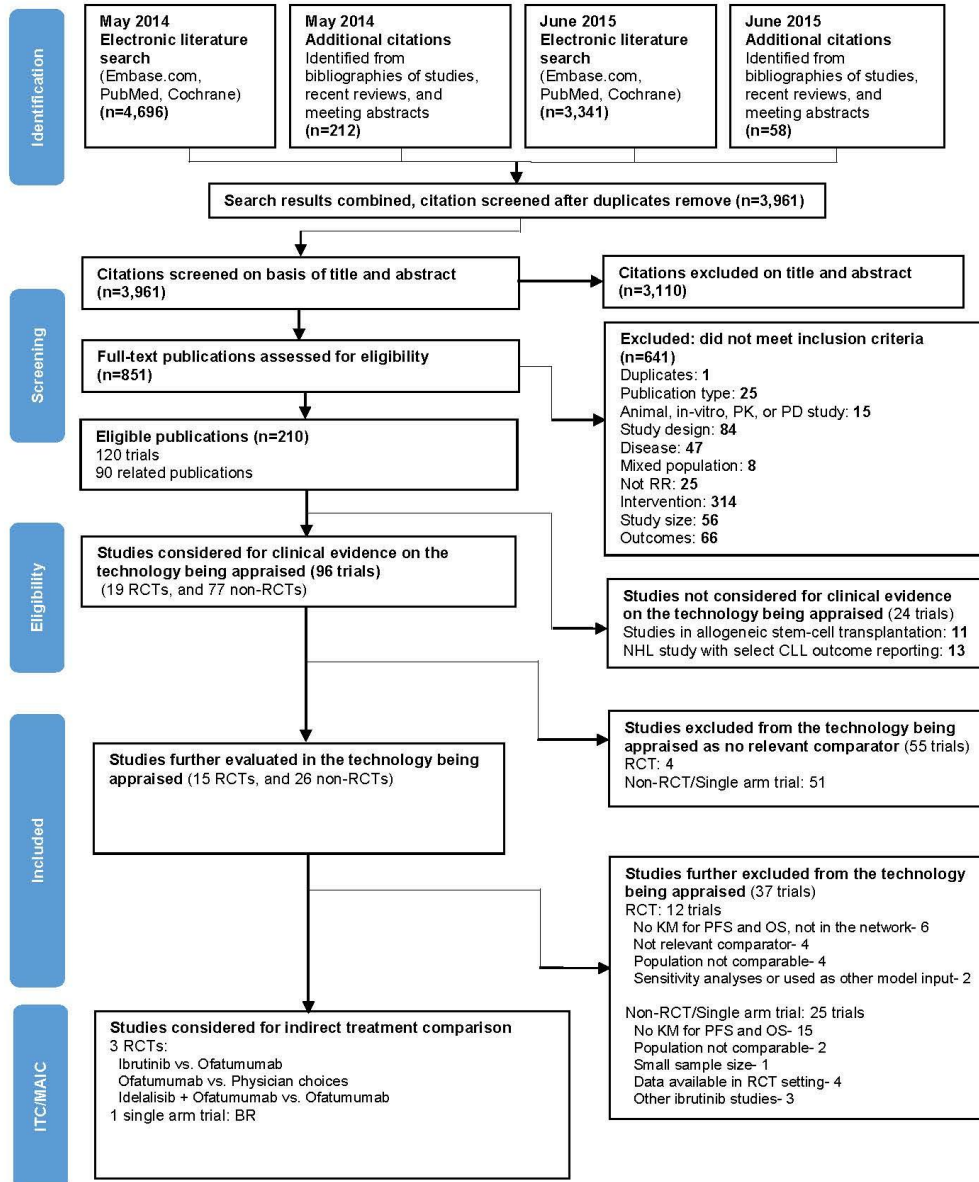 Identification
May 2014
Electronic literature
search
(Embase.com,
PubMed, Cochrane)
(n=4,696)
May 2014
Additional citations
Identified from
bibliographies of studies,
recent reviews, and
meeting abstracts
(n=212)
June 2015
Electronic literature
search
(Embase.com,
PubMed, Cochrane)
(n=3,341)
June 2015
Additional citations
Identified from
bibliographies of studies,
recent reviews, and
meeting abstracts
(n=58)
Search results combined, citation screened after duplicates remove (n=3,961)
Screening
Citations screened on basis of title and abstract
(n=3,961)
Citations excluded on title and abstract
(n=3,110)
Full-text publications assessed for eligibility
(n=851)
Excluded: did not meet inclusion criteria
(n=641)
Duplicates: 1
Publication type: 25
Animal, in-vitro, PK, or PD study: 15
Study design: 84
Disease: 47
Mixed population: 8
Not RR: 25
Intervention: 314
Study size: 56
Outcomes: 66
Eligible publications (n=210)
120 trials
90 related publications
Eligibility
Studies considered for clinical evidence on the
technology being appraised (96 trials)
(19 RCTs, and 77 non-RCTs)
Studies not considered for clinical evidence
on the technology being appraised (24 trials)
Studies in allogeneic stem-cell transplantation: 11
NHL study with select CLL outcome reporting: 13
Included
Studies excluded from the technology being
appraised as no relevant comparator (55 trials)
RCT: 4
Non-RCT/Single arm trial: 51
Studies further evaluated in the technology being
appraised (15 RCTs, and 26 non-RCTs)
Studies further excluded from the technology
being appraised (37 trials)
RCT: 12 trials
No KM for PFS and OS, not in the network- 6
Not relevant comparator- 4
Population not comparable- 4
Sensitivity analyses or used as other model input- 2
Non-RCT/Single arm trial: 25 trials
No KM for PFS and OS- 15
Population not comparable- 2
Small sample size- 1
Data available in RCT setting- 4
Other ibrutinib studies- 3
ITC/MAIC
Studies considered for indirect treatment comparison
3 RCTs:
Ibrutinib vs. Ofatumumab
Ofatumumab vs. Physician choices
Idelalisib + Ofatumumab vs. Ofatumumab
1 single arm trial: BR